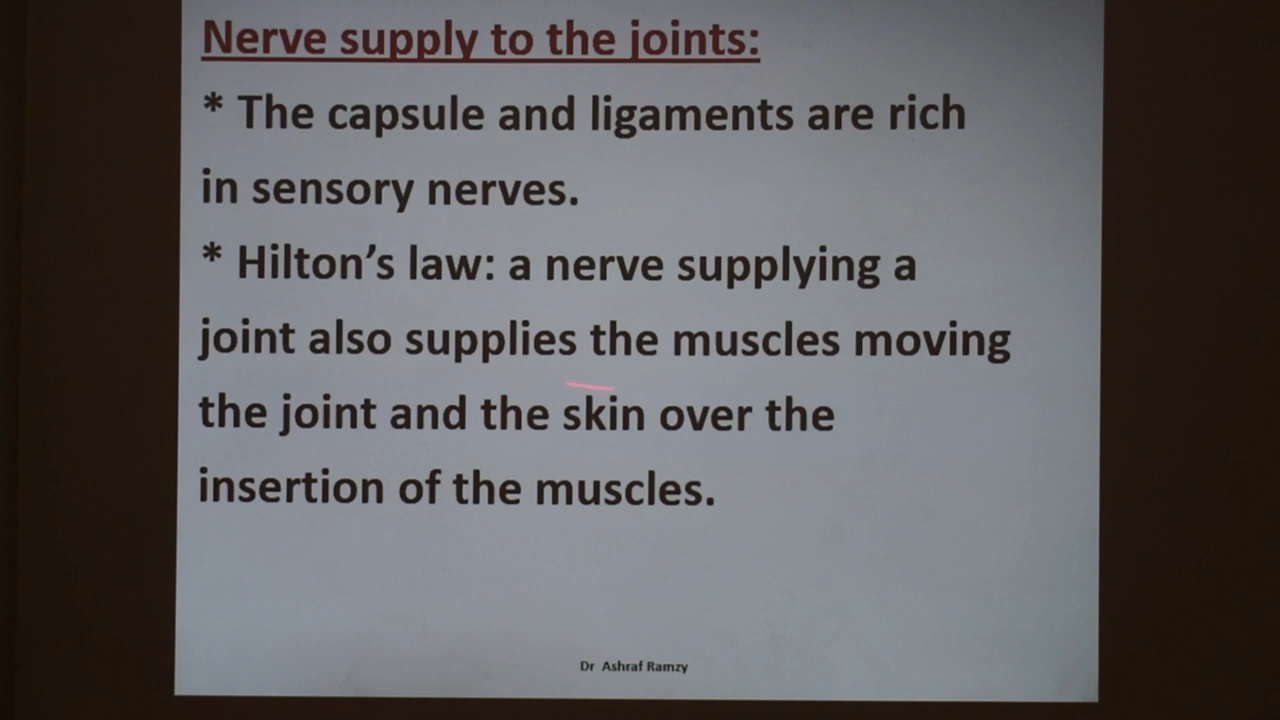 Nerve supply to the joints:
* The capsule and ligaments are rich
in sensory nerves.
* Hilton’s law: a nerve supplying a
joint also supplies the muscles moving
the joint and the skin over the
insertion of the muscles.
Dr Ashraf Ramzy